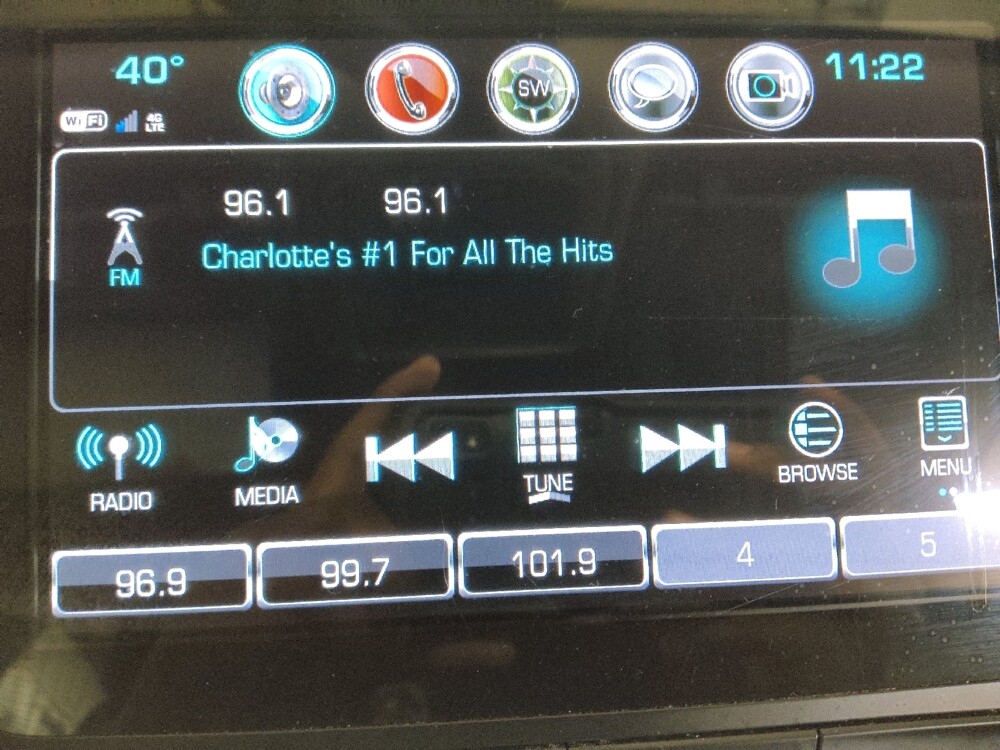 40° 11:22
SW
WiFi 4G
LTE
96.1 96.1
Charlotte's #1 For All The Hits
FM
RADIO MEDIA TUNE BROWSE MENU
96.9 99.7 101.9 4 5